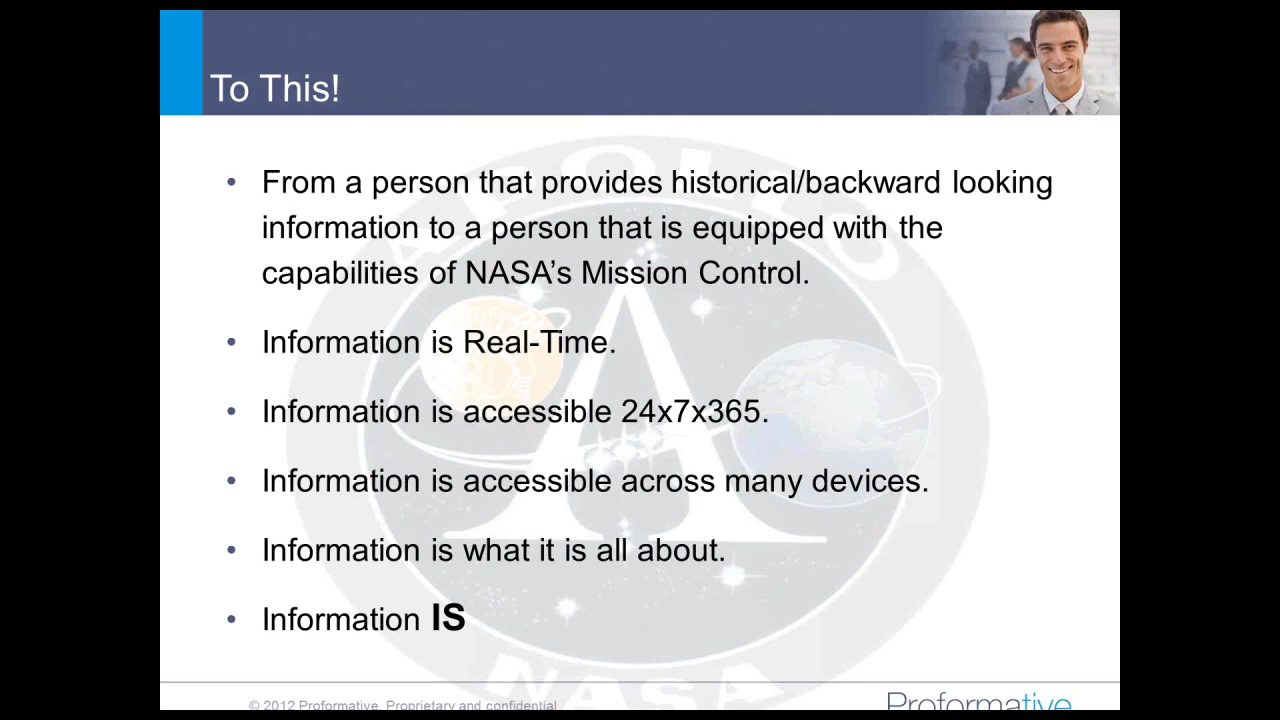 To This!
• From a person that provides historical/backward looking
information to a person that is equipped with the
capabilities of NASA's Mission Control.
• Information is Real-Time.
• Information is accessible 24x7x365.
• Information is accessible across many devices.
• Information is what it is all about.
• Information IS
APOLLO
NASA
© 2012 Proformative, Proprietary and confidential
Proformative